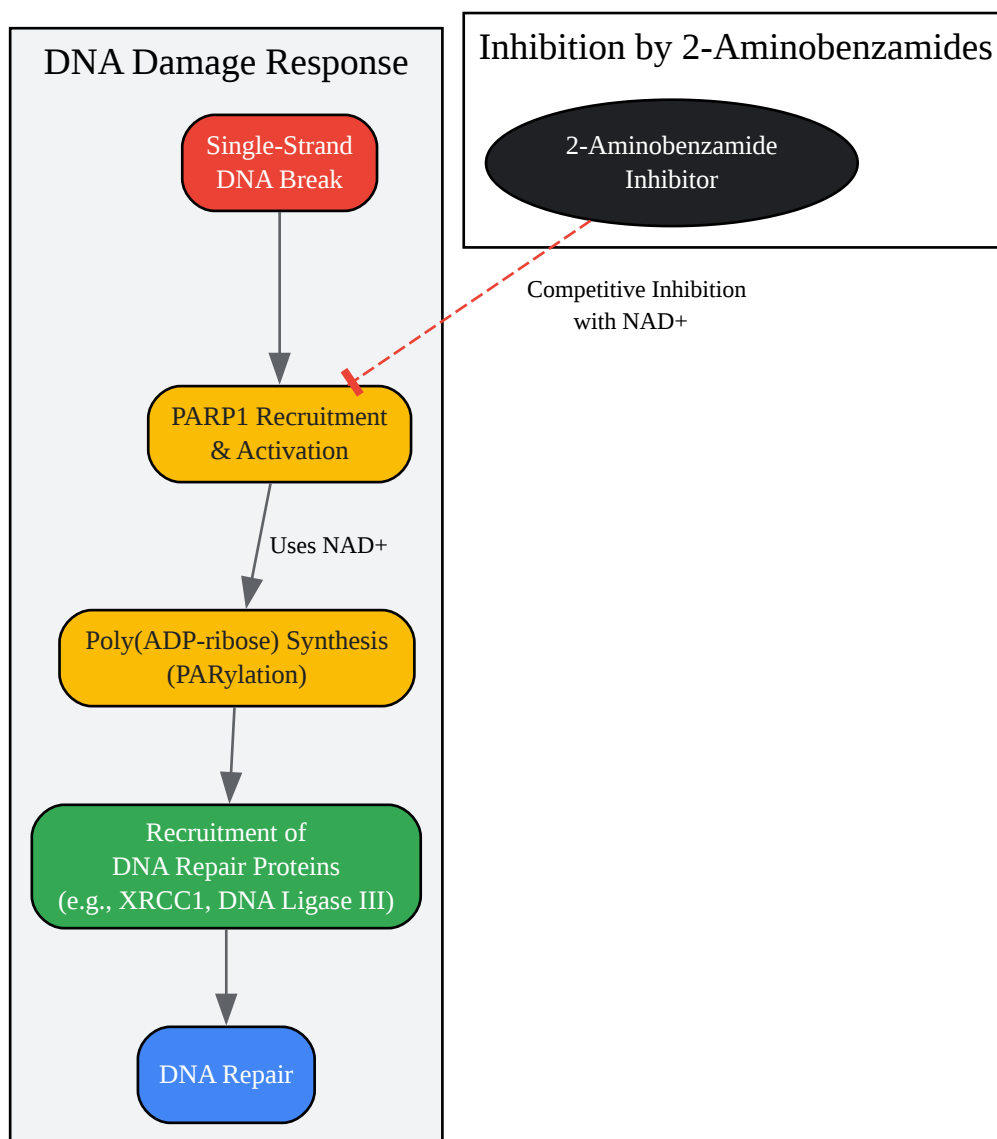 DNA Damage Response
Single-Strand
DNA Break
Inhibition by 2-Aminobenzamides
2-Aminobenzamide
Inhibitor
Competitive Inhibition
with NAD+
PARP1 Recruitment
& Activation
Uses NAD+
Poly(ADP-ribose) Synthesis
(PARylation)
Recruitment of
DNA Repair Proteins
(e.g., XRCC1, DNA Ligase III)
DNA Repair